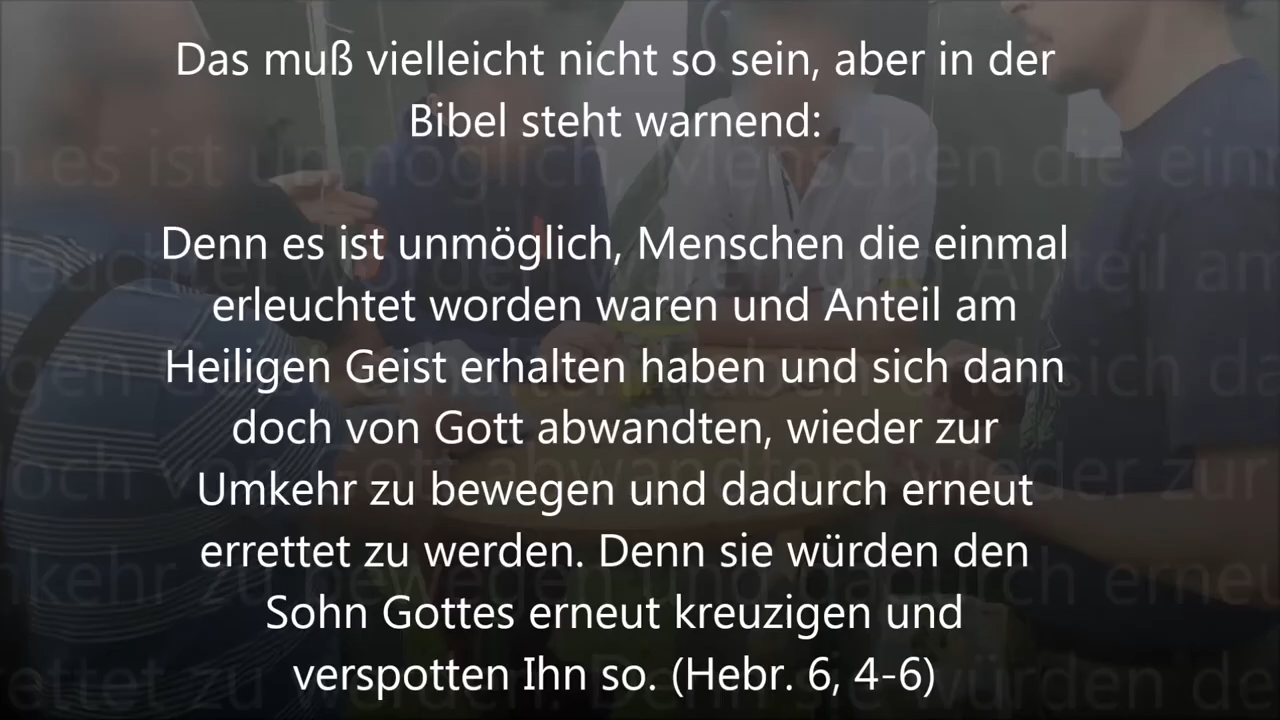 Das muß vielleicht nicht so sein, aber in der
Bibel steht warnend:
Denn es ist unmöglich, Menschen die einmal
erleuchtet worden waren und Anteil am
Heiligen Geist erhalten haben und sich dann
doch von Gott abwandten, wieder zur
Umkehr zu bewegen und dadurch erneut
errettet zu werden. Denn sie würden den
Sohn Gottes erneut kreuzigen und
verspotten Ihn so. (Hebr. 6, 4-6)